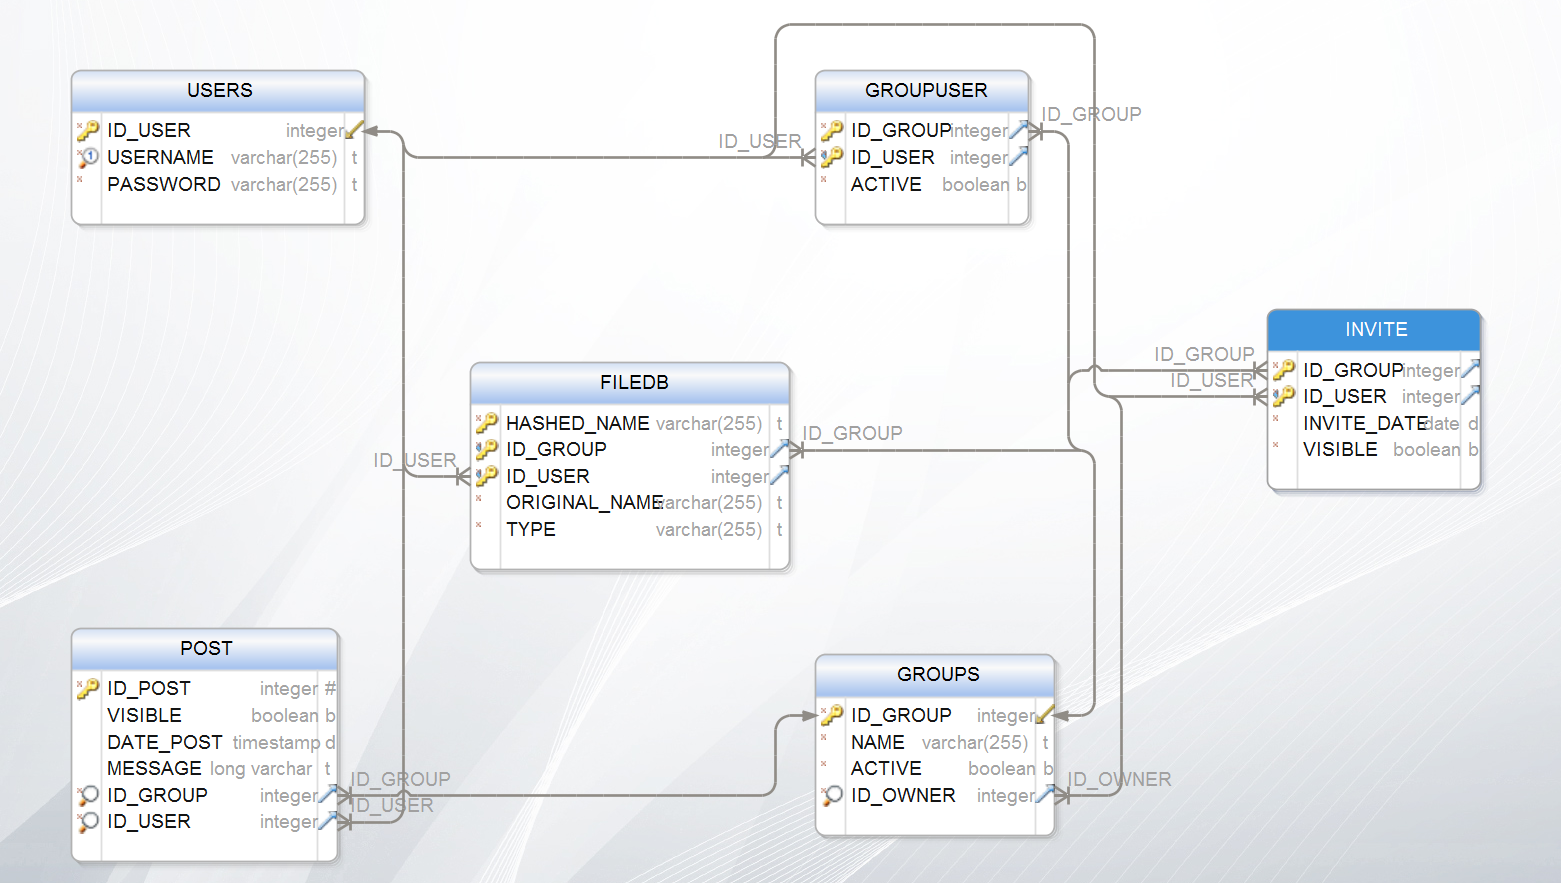 USERS
ID_USER integer
USERNAME varchar(255) t
PASSWORD varchar(255) t
GROUPUSER
ID_GROUP integer
ID_USER integer
ACTIVE boolean b
ID_GROUP
ID_USER
INVITE
ID_GROUP integer
ID_USER integer
INVITE_DATE date d
VISIBLE boolean b
ID_GROUP
ID_USER
FILEDB
HASHED_NAME varchar(255) t
ID_GROUP integer
ID_USER integer
ORIGINAL_NAME varchar(255) t
TYPE varchar(255) t
ID_GROUP
ID_USER
POST
ID_POST integer #
VISIBLE boolean b
DATE_POST timestamp d
MESSAGE long varchar t
ID_GROUP integer
ID_USER integer
ID_GROUP
ID_USER
GROUPS
ID_GROUP integer
NAME varchar(255) t
ACTIVE boolean b
ID_OWNER integer
ID_OWNER